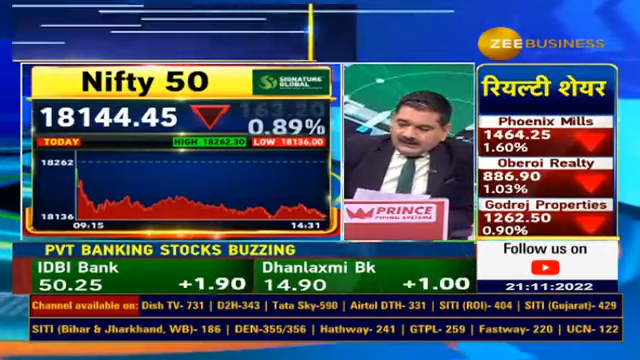 ZEE BUSINESS
Nifty 50
SIGNATURE GLOBAL
18144.45
0.89%
TODAY
HIGH 18262.30
LOW 18136.00
18262
18136
09:15
14:31
PRINCE
PIPING SYSTEMS
रियल्टी शेयर
Phoenix Mills
1464.25
1.60%
Oberoi Realty
886.90
1.03%
Godrej Properties
1262.50
0.90%
PVT BANKING STOCKS BUZZING
IDBI Bank
50.25 +1.90
Dhanlaxmi Bk
14.90 +1.00
Follow us on
21:11:2022
Channel available on: Dish TV- 731 | D2H-343 | Tata Sky-590 | Airtel DTH- 331 | SITI (ROI)- 404 | SITI (Gujarat)- 429
SITI (Bihar & Jharkhand, WB)- 186 | DEN-355/356 | Hathway- 241 | GTPL- 259 | Fastway- 220 | UCN- 122